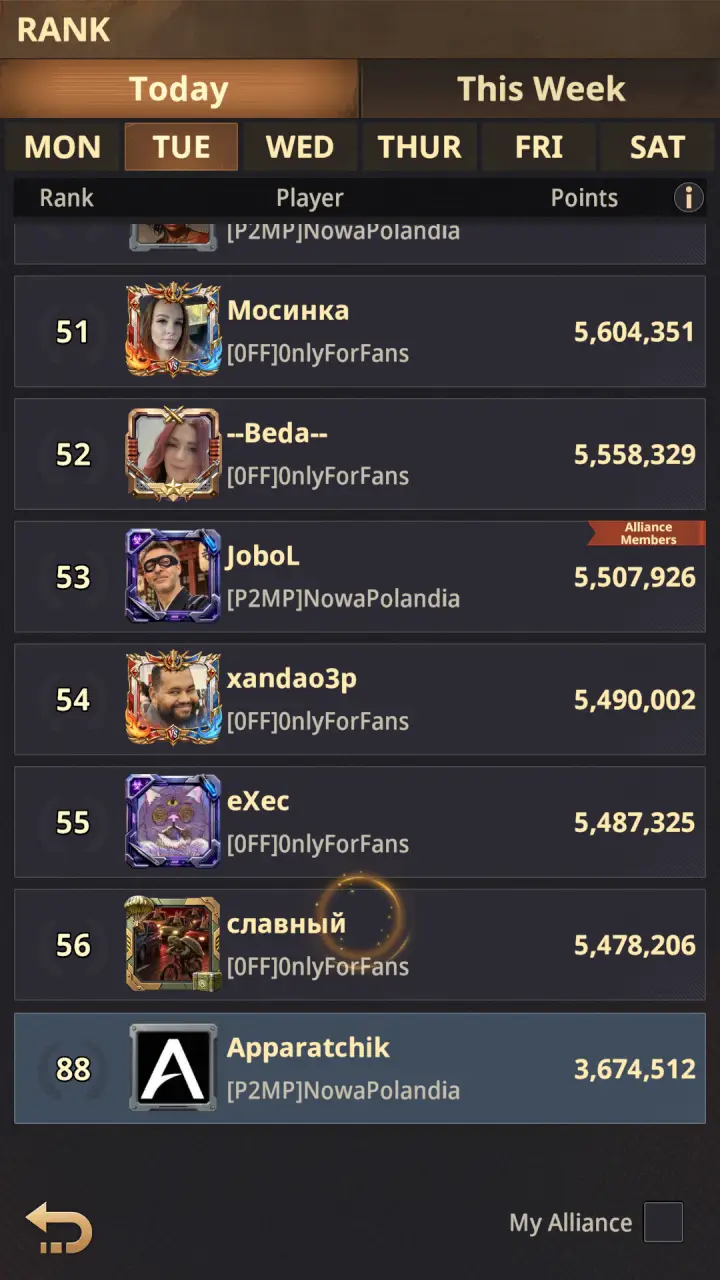 RANK
Today
This Week
MON
TUE
WED
THUR
FRI
SAT
Rank
Player
Points
[P2MP]NowaPolandia
51
Мосинка
[0FF]0nlyForFans
5,604,351
52
--Beda--
[0FF]0nlyForFans
5,558,329
Alliance
Members
53
JoboL
[P2MP]NowaPolandia
5,507,926
54
xandao3p
[0FF]0nlyForFans
5,490,002
55
eXec
[0FF]0nlyForFans
5,487,325
56
славный
[0FF]0nlyForFans
5,478,206
88
Apparatchik
[P2MP]NowaPolandia
3,674,512
My Alliance